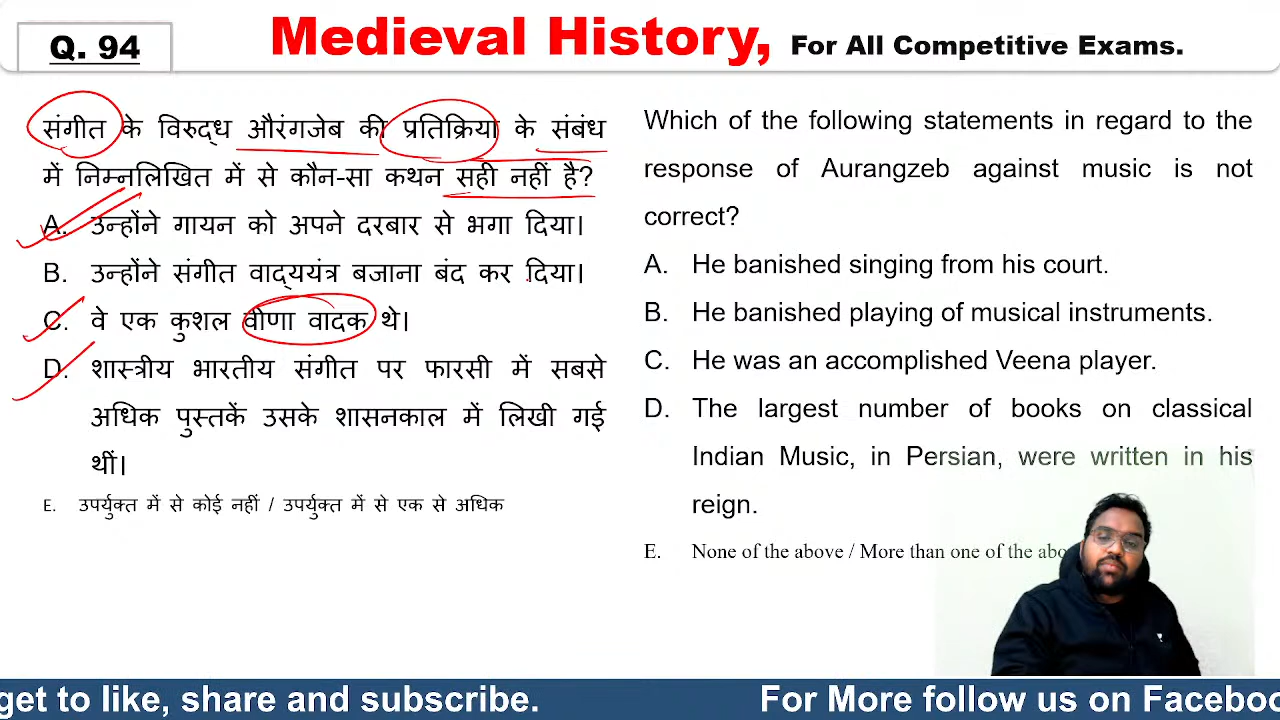 Q. 94
Medieval History, For All Competitive Exams.
संगीत के विरुद्ध औरंगजेब की प्रतिक्रिया के संबंध
में निम्नलिखित में से कौन-सा कथन सही नहीं है?
A. उन्होंने गायन को अपने दरबार से भगा दिया।
B. उन्होंने संगीत वाद्ययंत्र बजाना बंद कर दिया।
C. वे एक कुशल वीणा वादक थे।
D. शास्त्रीय भारतीय संगीत पर फारसी में सबसे
अधिक पुस्तकें उसके शासनकाल में लिखी गई
थीं।
E. उपर्युक्त में से कोई नहीं / उपर्युक्त में से एक से अधिक
Which of the following statements in regard to the
response of Aurangzeb against music is not
correct?
A. He banished singing from his court.
B. He banished playing of musical instruments.
C. He was an accomplished Veena player.
D. The largest number of books on classical
Indian Music, in Persian, were written in his
reign.
E. None of the above / More than one of the
get to like, share and subscribe. For More follow us on